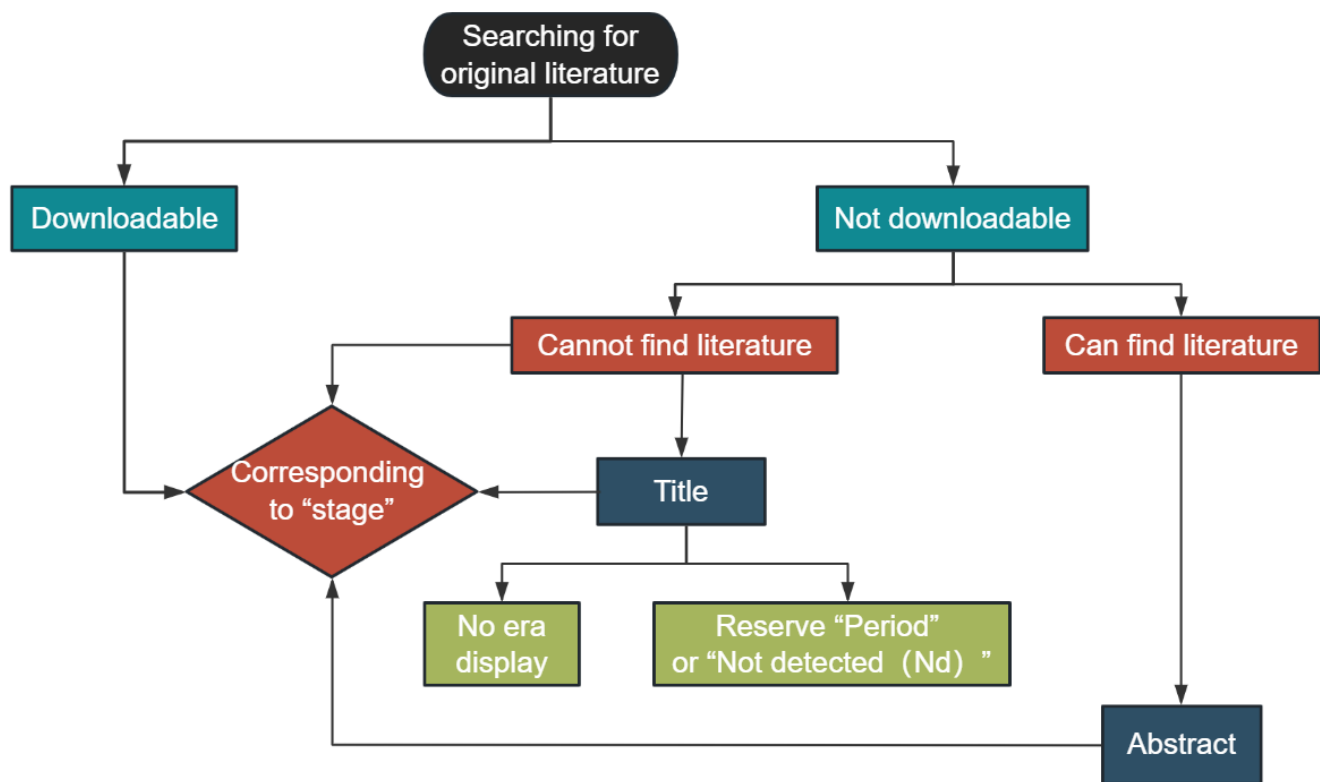 Searching for
original literature
Downloadable
Not downloadable
Cannot find literature
Can find literature
Corresponding
to “stage”
Title
No era
display
Reserve “Period”
or “Not detected（Nd）”
Abstract